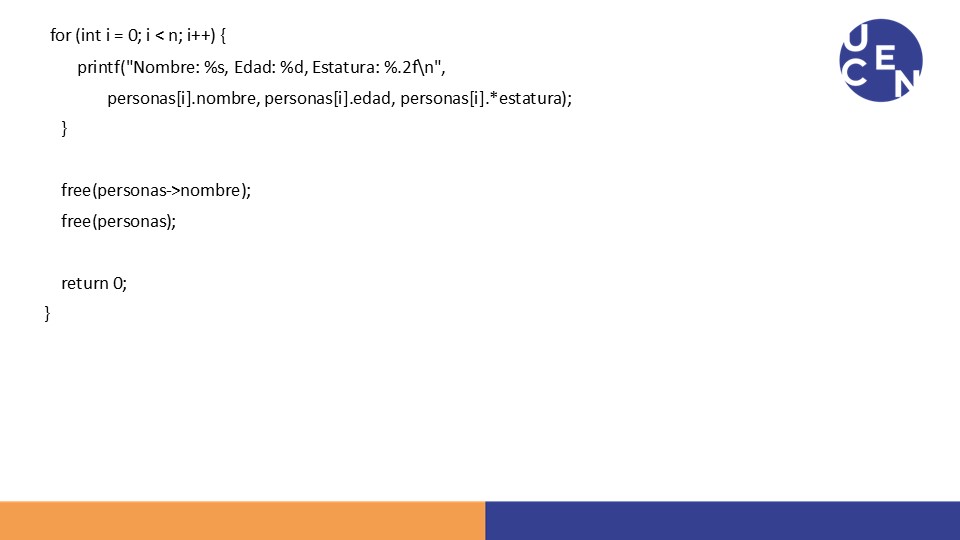 for (int i = 0; i < n; i++) {
printf("Nombre: %s, Edad: %d, Estatura: %.2f\n",
personas[i].nombre, personas[i].edad, personas[i].*estatura);
}
free(personas->nombre);
free(personas);
return 0;
}
UCEN